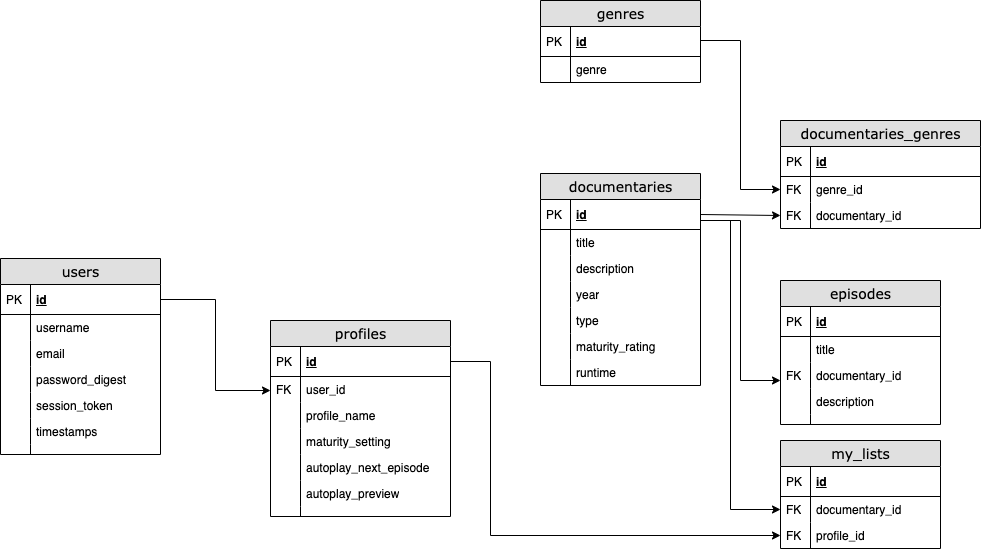 genres
PK id
genre
documentaries_genres
PK id
FK genre_id
FK documentary_id
documentaries
PK id
title
description
year
type
maturity_rating
runtime
users
PK id
username
email
password_digest
session_token
timestamps
profiles
PK id
FK user_id
profile_name
maturity_setting
autoplay_next_episode
autoplay_preview
episodes
PK id
title
FK documentary_id
description
my_lists
PK id
FK documentary_id
FK profile_id